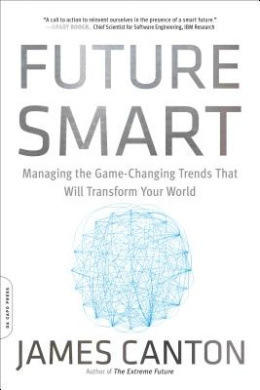 "A call to action to reinvent ourselves in the presence of a smart future."
—GRADY BOOCH, Chief Scientist for Software Engineering, IBM Research
FUTURE
SMART
Managing the Game-Changing Trends That
Will Transform Your World
DA CAPO PRESS
JAMES CANTON
Author of The Extreme Future